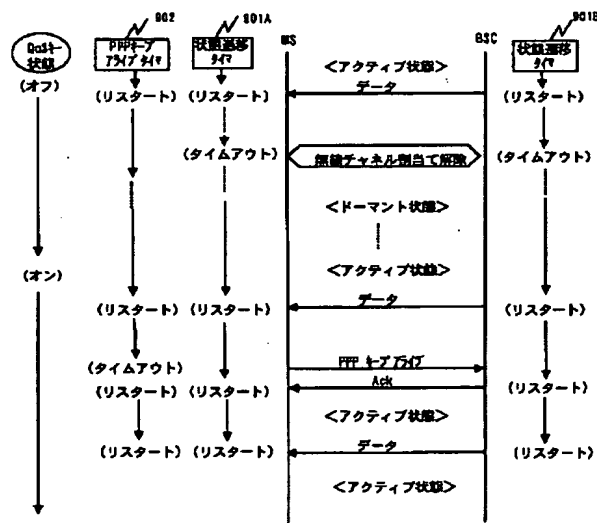 902 801A MS BSC 901B
QoSキー状態
PPPキープアライブタイマ
状態遷移タイマ
状態遷移タイマ
(オフ)
<アクティブ状態>
(リスタート) (リスタート) データ (リスタート)
(タイムアウト) 無線チャネル割当て解除 (タイムアウト)
<ドーマント状態>
(オン)
<アクティブ状態>
(リスタート) (リスタート) データ (リスタート)
(タイムアウト) PPP キープアライブ
(リスタート) (リスタート) Ack (リスタート)
<アクティブ状態>
(リスタート) (リスタート) データ (リスタート)
<アクティブ状態>